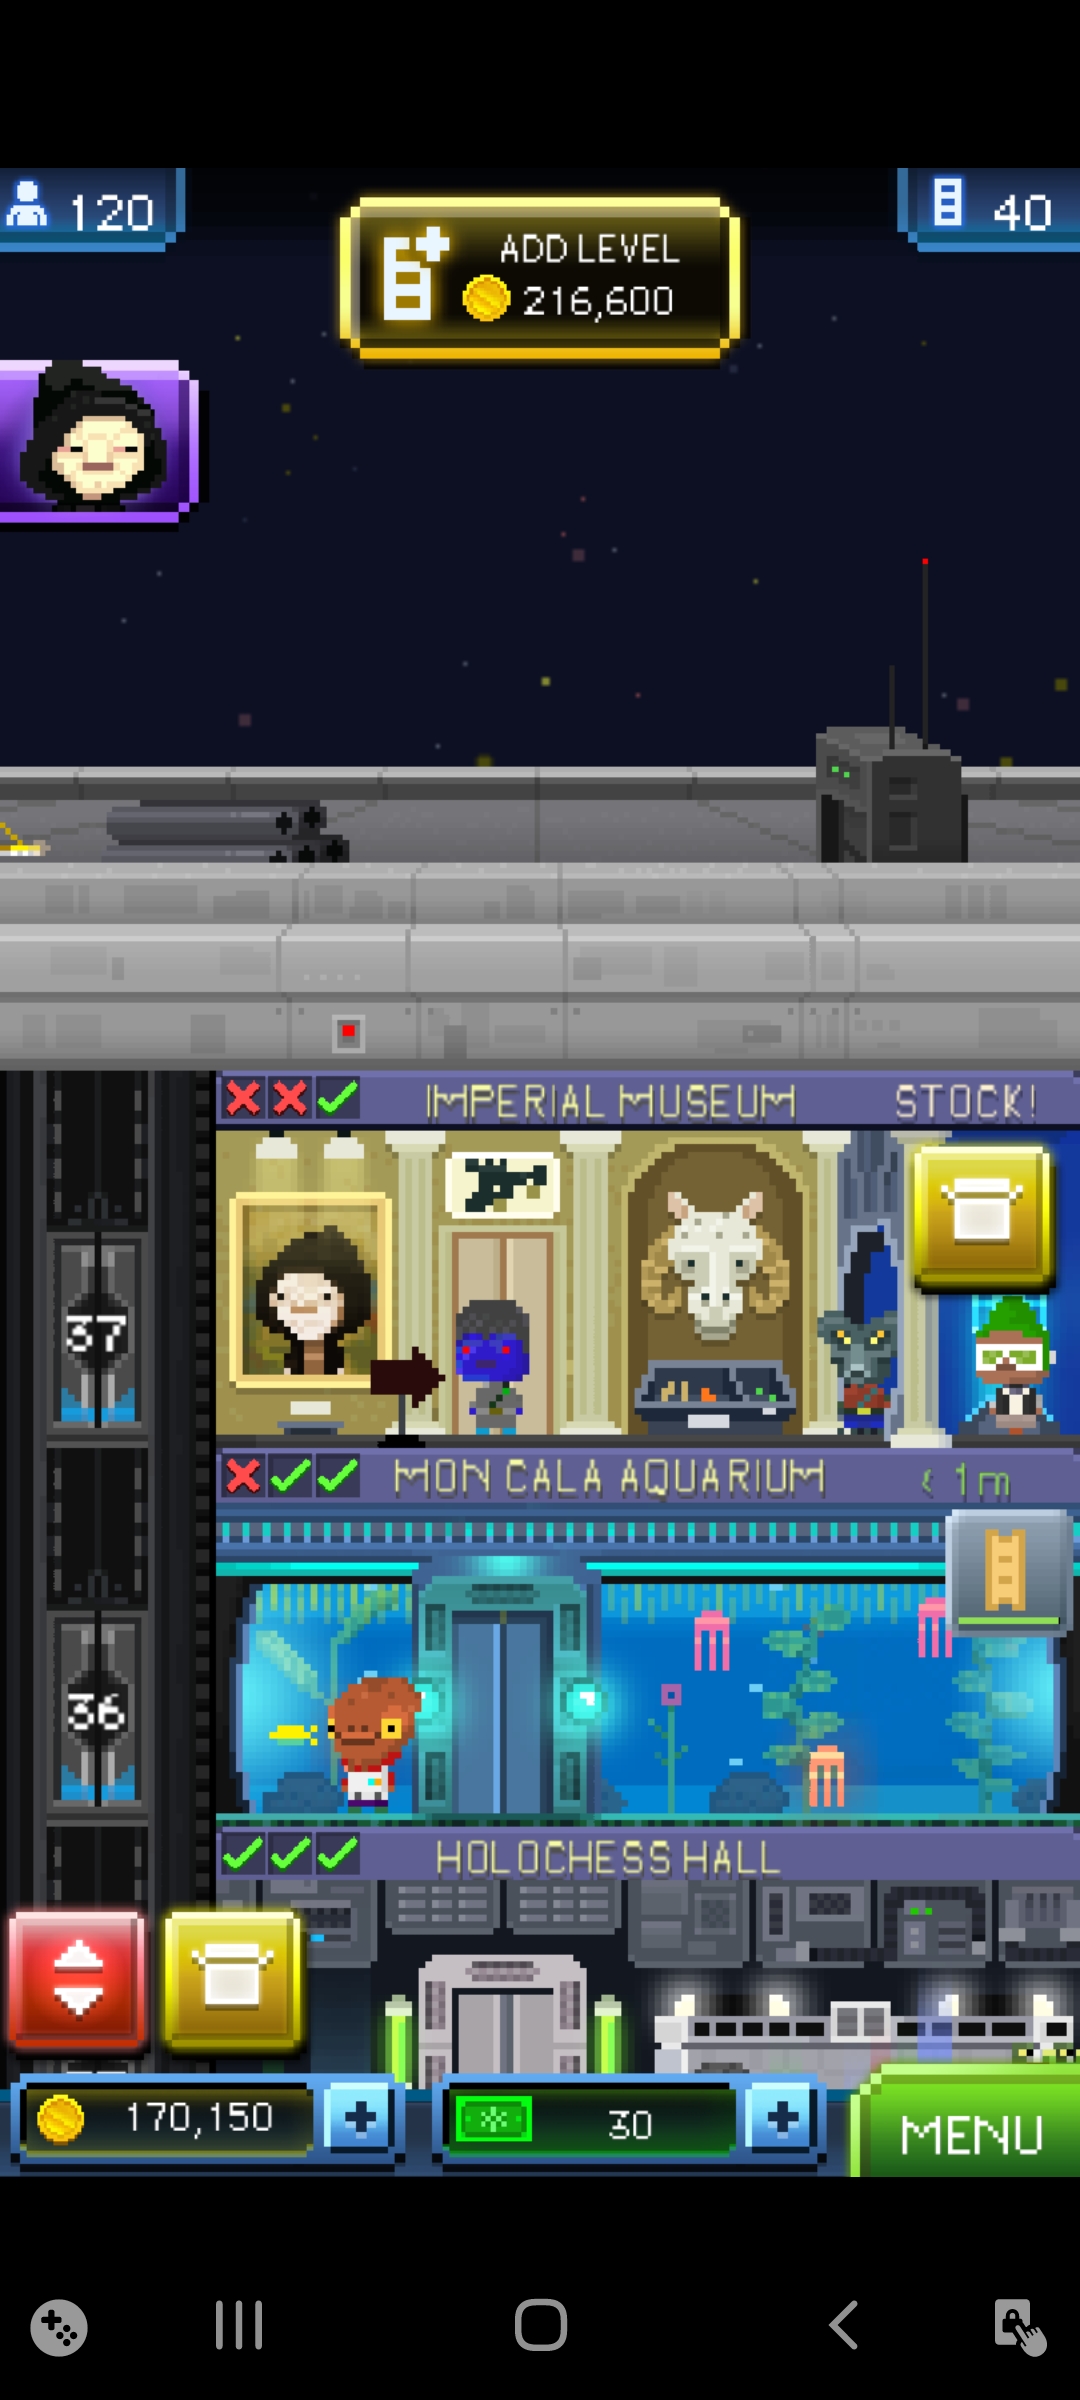 120
ADD LEVEL
216,600
40
IMPERIAL MUSEUM
STOCK!
37
MON CALA AQUARIUM
< 1m
36
HOLOCHESS HALL
170,150
30
MENU